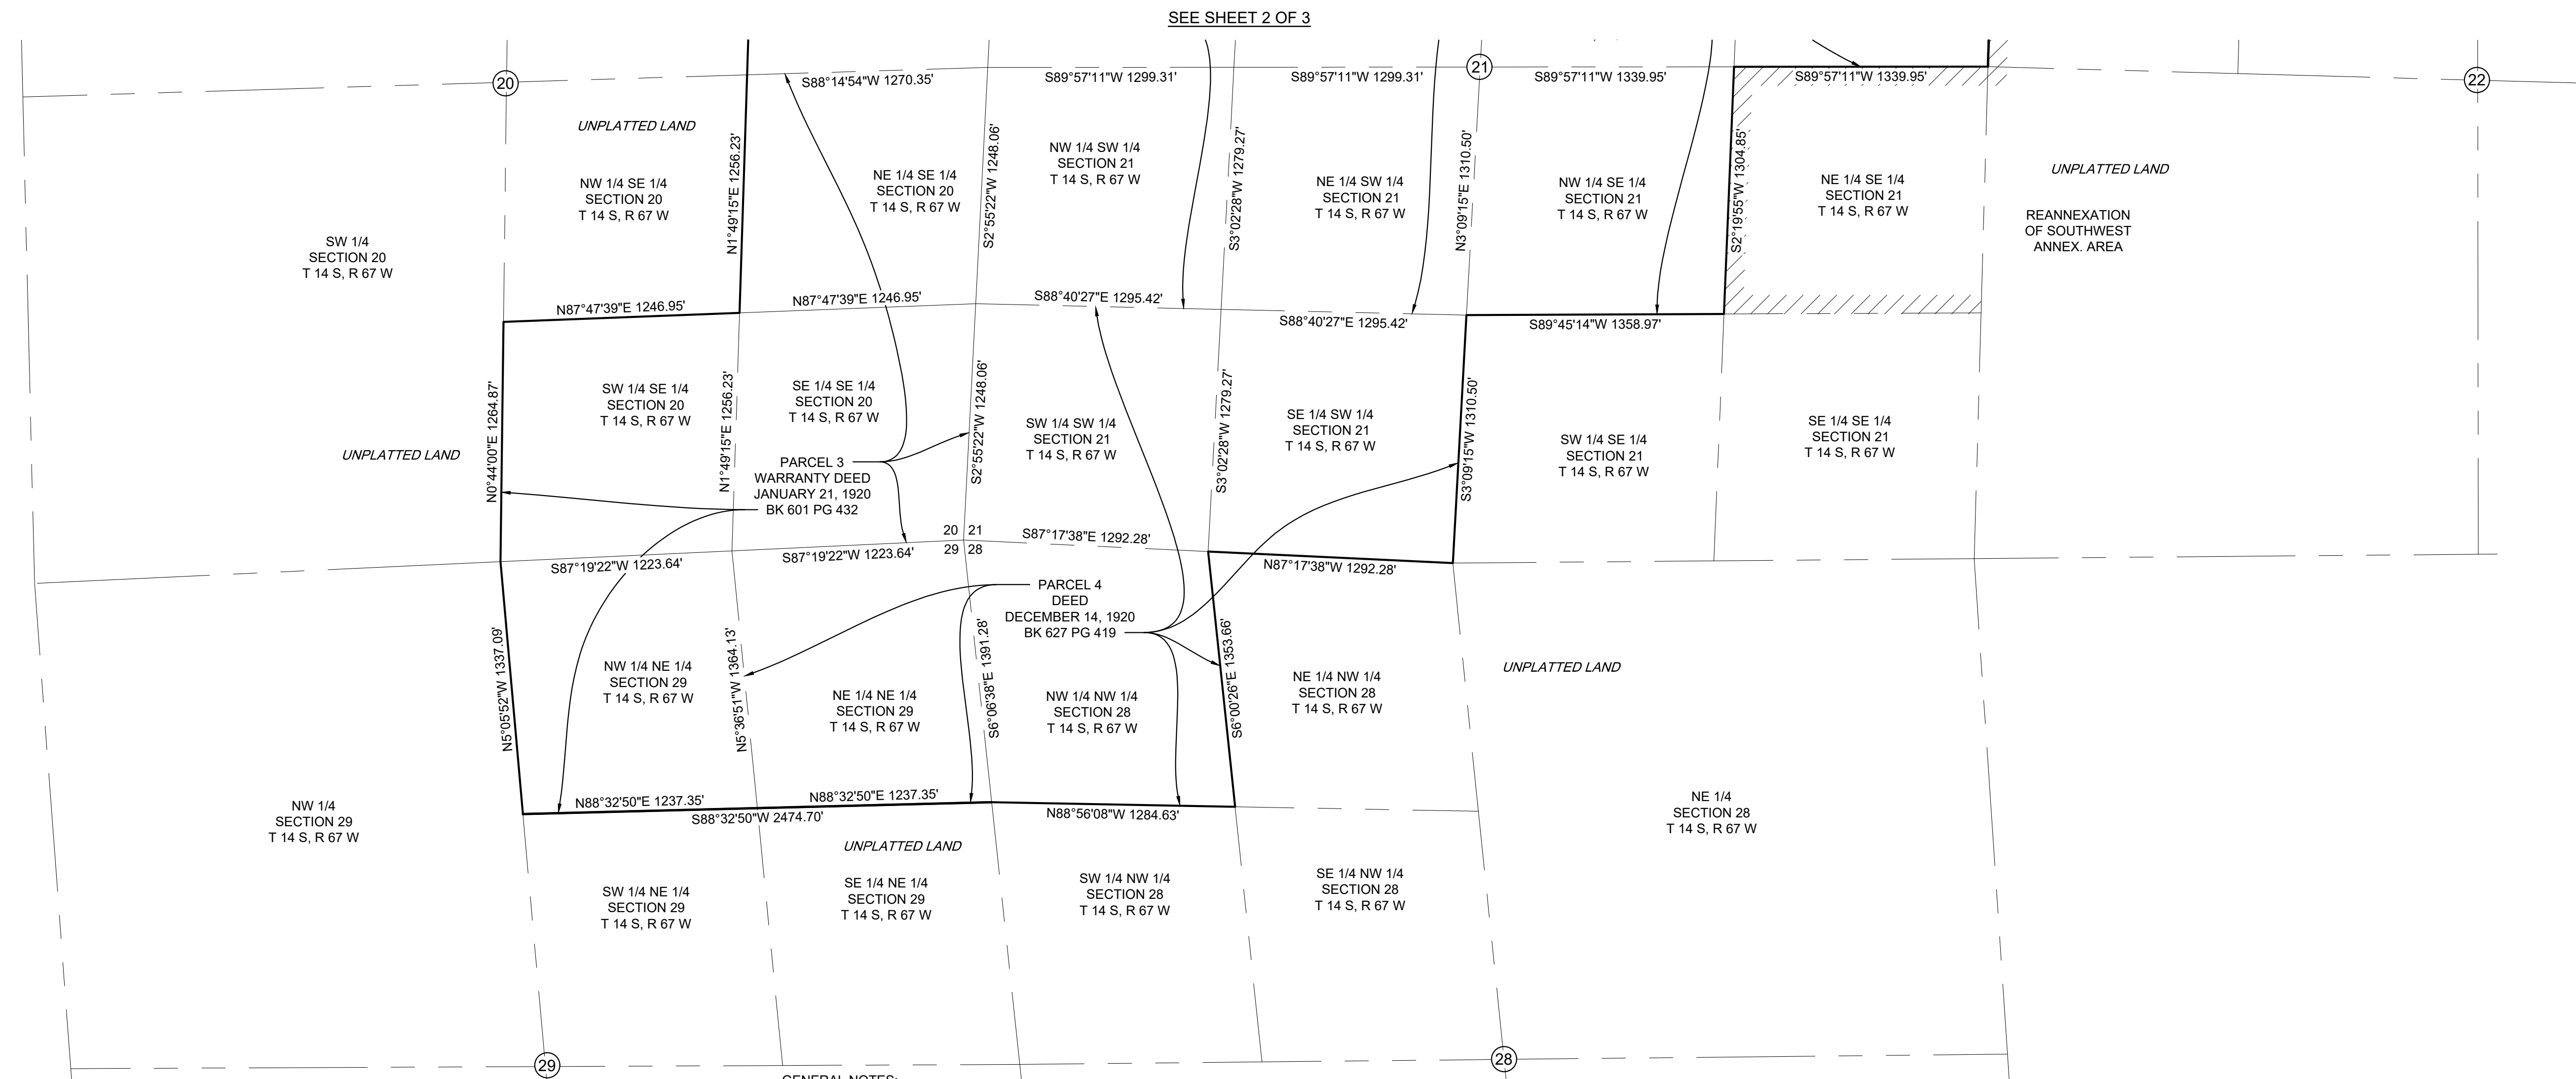 SEE SHEET 2 OF 3
20
21
22
S88°14'54"W 1270.35'
S89°57'11"W 1299.31'
S89°57'11"W 1299.31'
S89°57'11"W 1339.95'
S89°57'11"W 1339.95'
UNPLATTED LAND
UNPLATTED LAND
NW 1/4 SE 1/4
SECTION 20
T 14 S, R 67 W
N1°49'15"E 1256.23'
NE 1/4 SE 1/4
SECTION 20
T 14 S, R 67 W
S2°55'22"W 1248.06'
NW 1/4 SW 1/4
SECTION 21
T 14 S, R 67 W
S3°02'28"W 1279.27'
NE 1/4 SW 1/4
SECTION 21
T 14 S, R 67 W
N3°09'15"E 1310.50'
NW 1/4 SE 1/4
SECTION 21
T 14 S, R 67 W
S2°19'55"W 1304.85'
NE 1/4 SE 1/4
SECTION 21
T 14 S, R 67 W
REANNEXATION
OF SOUTHWEST
ANNEX. AREA
SW 1/4
SECTION 20
T 14 S, R 67 W
N87°47'39"E 1246.95'
N87°47'39"E 1246.95'
S88°40'27"E 1295.42'
S88°40'27"E 1295.42'
S89°45'14"W 1358.97'
UNPLATTED LAND
N0°44'00"E 1264.87'
SW 1/4 SE 1/4
SECTION 20
T 14 S, R 67 W
N1°49'15"E 1256.23'
SE 1/4 SE 1/4
SECTION 20
T 14 S, R 67 W
PARCEL 3
WARRANTY DEED
JANUARY 21, 1920
BK 601 PG 432
S2°55'22"W 1248.06'
SW 1/4 SW 1/4
SECTION 21
T 14 S, R 67 W
S3°02'28"W 1279.27'
SE 1/4 SW 1/4
SECTION 21
T 14 S, R 67 W
S3°09'15"W 1310.50'
SW 1/4 SE 1/4
SECTION 21
T 14 S, R 67 W
SE 1/4 SE 1/4
SECTION 21
T 14 S, R 67 W
20 21
29 28
S87°19'22"W 1223.64'
S87°19'22"W 1223.64'
S87°17'38"E 1292.28'
N87°17'38"W 1292.28'
PARCEL 4
DEED
DECEMBER 14, 1920
BK 627 PG 419
N5°05'52"W 1337.09'
NW 1/4 NE 1/4
SECTION 29
T 14 S, R 67 W
N5°36'51"W 1364.13'
NE 1/4 NE 1/4
SECTION 29
T 14 S, R 67 W
S6°06'38"E 1391.28'
NW 1/4 NW 1/4
SECTION 28
T 14 S, R 67 W
S6°00'26"E 1353.66'
NE 1/4 NW 1/4
SECTION 28
T 14 S, R 67 W
UNPLATTED LAND
N88°32'50"E 1237.35'
N88°32'50"E 1237.35'
S88°32'50"W 2474.70'
N88°56'08"W 1284.63'
NW 1/4
SECTION 29
T 14 S, R 67 W
NE 1/4
SECTION 28
T 14 S, R 67 W
UNPLATTED LAND
SW 1/4 NE 1/4
SECTION 29
T 14 S, R 67 W
SE 1/4 NE 1/4
SECTION 29
T 14 S, R 67 W
SW 1/4 NW 1/4
SECTION 28
T 14 S, R 67 W
SE 1/4 NW 1/4
SECTION 28
T 14 S, R 67 W
29
28
GENERAL NOTES: